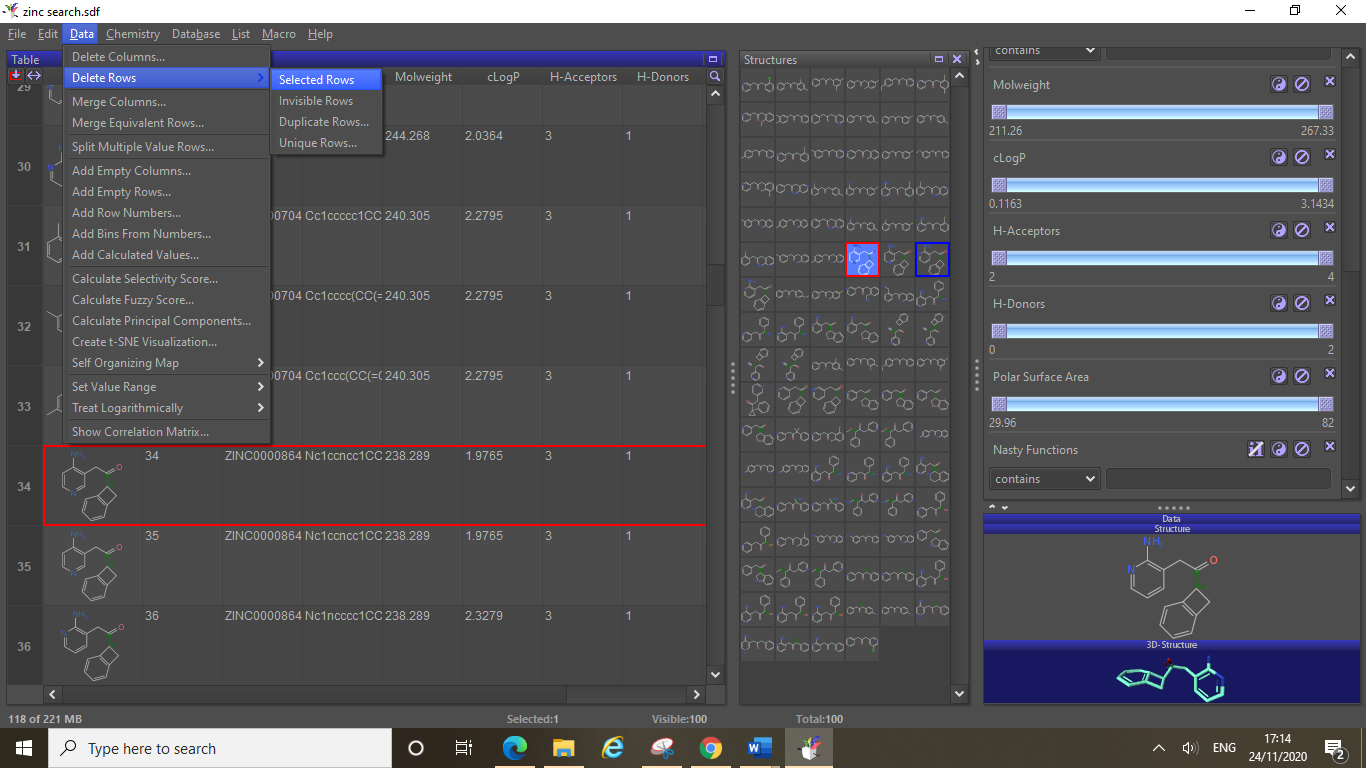 zinc search.sdf
File Edit Data Chemistry Database List Macro Help
Table
Delete Columns...
Delete Rows
Merge Columns...
Merge Equivalent Rows...
Split Multiple Value Rows...
Add Empty Columns...
Add Empty Rows...
Add Row Numbers...
Add Bins From Numbers...
Add Calculated Values...
Calculate Selectivity Score...
Calculate Fuzzy Score...
Calculate Principal Components...
Create t-SNE Visualization...
Self Organizing Map
Set Value Range
Treat Logarithmically
Show Correlation Matrix...
Selected Rows
Invisible Rows
Duplicate Rows...
Unique Rows...
Molweight cLogP H-Acceptors H-Donors
29
30 244.268 2.0364 3 1
31 00704 Cc1ccccc1CC 240.305 2.2795 3 1
32 00704 Cc1cccc(CC(= 240.305 2.2795 3 1
33 00704 Cc1ccc(CC(=O 240.305 2.2795 3 1
34 NH₂ O N 34 ZINC0000864 Nc1ccncc1CC 238.289 1.9765 3 1
35 NH₂ O N 35 ZINC0000864 Nc1ccncc1CC 238.289 1.9765 3 1
36 NH₂ O N 36 ZINC0000864 Nc1ncccc1CC 238.289 2.3279 3 1
118 of 221 MB Selected:1 Visible:100 Total:100
Structures
contains
Molweight
211.26 267.33
cLogP
0.1163 3.1434
H-Acceptors
2 4
H-Donors
0 2
Polar Surface Area
29.96 82
Nasty Functions
contains
Data
Structure
NH₂
N O
3D-Structure
Type here to search
ENG
17:14
24/11/2020
2